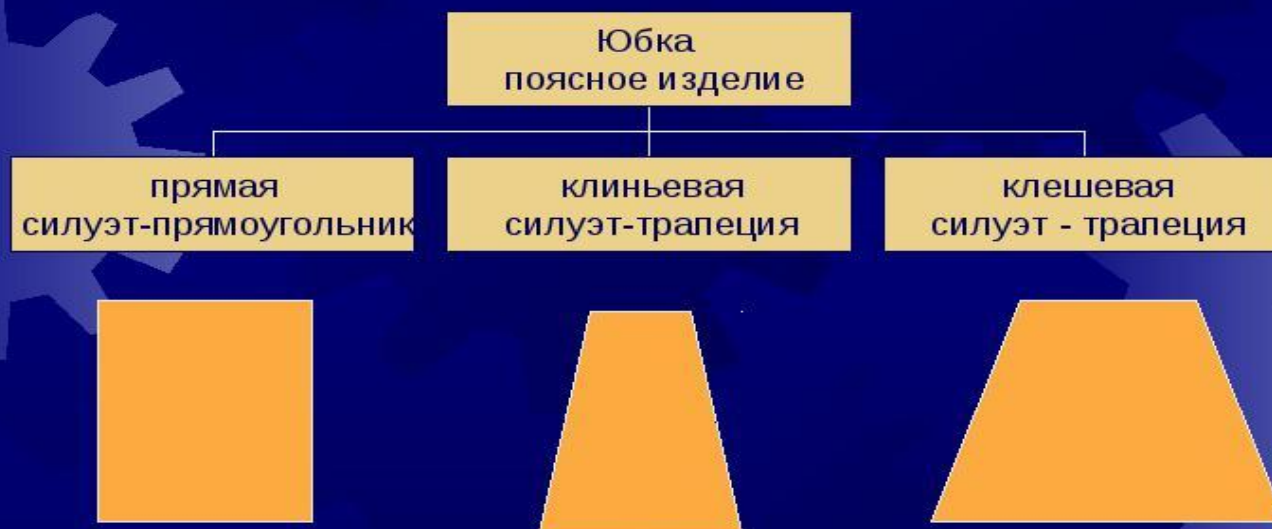 Юбка
поясное изделие
прямая
силуэт-прямоугольник
клиньевая
силуэт-трапеция
клешевая
силуэт - трапеция